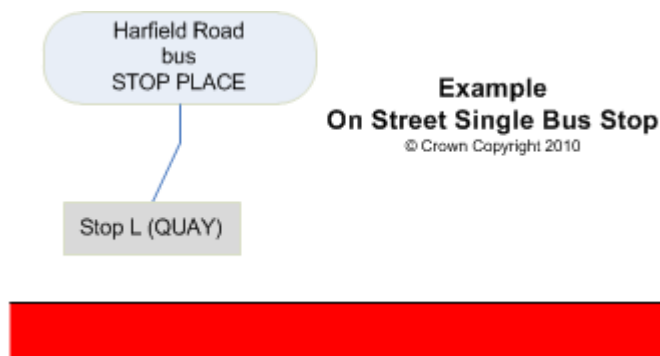 Harfield Road
bus
STOP PLACE
Example
On Street Single Bus Stop
© Crown Copyright 2010
Stop L (QUAY)